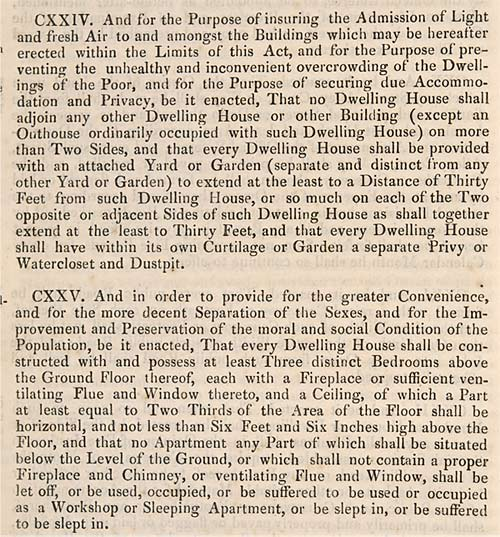 CXXIV. And for the Purpose of insuring the Admission of Light
and fresh Air to and amongst the Buildings which may be hereafter
erected within the Limits of this Act, and for the Purpose of pre-
venting the unhealthy and inconvenient overcrowding of the Dwell-
ings of the Poor, and for the Purpose of securing due Accommo-
dation and Privacy, be it enacted, That no Dwelling House shall
adjoin any other Dwelling House or other Building (except an
Outhouse ordinarily occupied with such Dwelling House) on more
than Two Sides, and that every Dwelling House shall be provided
with an attached Yard or Garden (separate and distinct from any
other Yard or Garden) to extend at the least to a Distance of Thirty
Feet from such Dwelling House, or so much on each of the Two
opposite or adjacent Sides of such Dwelling House as shall together
extend at the least to Thirty Feet, and that every Dwelling House
shall have within its own Curtilage or Garden a separate Privy or
Watercloset and Dustpit.
CXXV. And in order to provide for the greater Convenience,
and for the more decent Separation of the Sexes, and for the Im-
provement and Preservation of the moral and social Condition of the
Population, be it enacted, That every Dwelling House shall be con-
structed with and possess at least Three distinct Bedrooms above
the Ground Floor thereof, each with a Fireplace or sufficient ven-
tilating Flue and Window thereto, and a Ceiling, of which a Part
at least equal to Two Thirds of the Area of the Floor shall be
horizontal, and not less than Six Feet and Six Inches high above the
Floor, and that no Apartment any Part of which shall be situated
below the Level of the Ground, or which shall not contain a proper
Fireplace and Chimney, or ventilating Flue and Window, shall be
let off, or be used, occupied, or be suffered to be used or occupied
as a Workshop or Sleeping Apartment, or be slept in, or be suffered
to be slept in.